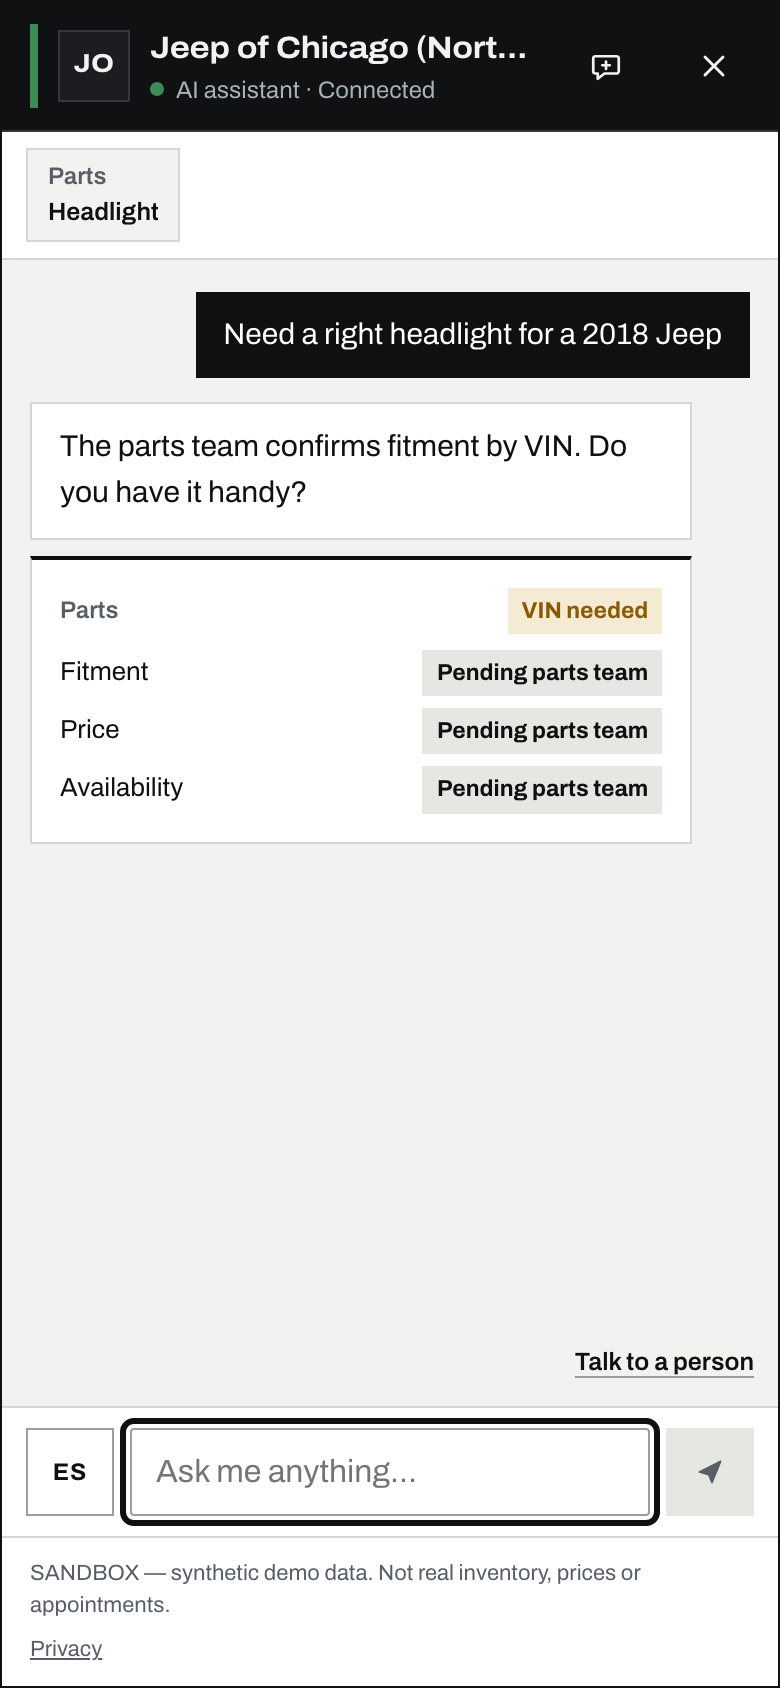 JO
Jeep of Chicago (Nort...
AI assistant · Connected
Parts
Headlight
Need a right headlight for a 2018 Jeep
The parts team confirms fitment by VIN. Do
you have it handy?
Parts
VIN needed
Fitment
Pending parts team
Price
Pending parts team
Availability
Pending parts team
Talk to a person
ES
Ask me anything...
SANDBOX — synthetic demo data. Not real inventory, prices or
appointments.
Privacy